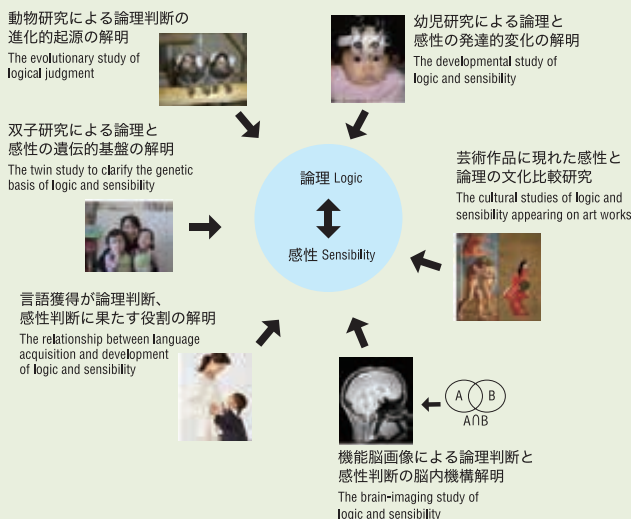 動物研究による論理判断の
進化的起源の解明
The evolutionary study of
logical judgment
幼児研究による論理と
感性の発達的変化の解明
The developmental study of
logic and sensibility
双子研究による論理と
感性の遺伝的基盤の解明
The twin study to clarify the genetic
basis of logic and sensibility
論理 Logic
感性 Sensibility
芸術作品に現れた感性と
論理の文化比較研究
The cultural studies of logic and
sensibility appearing on art works
言語獲得が論理判断、
感性判断に果たす役割の解明
The relationship between language
acquisition and development
of logic and sensibility
A B
A∩B
機能脳画像による論理判断と
感性判断の脳内機構解明
The brain-imaging study of
logic and sensibility